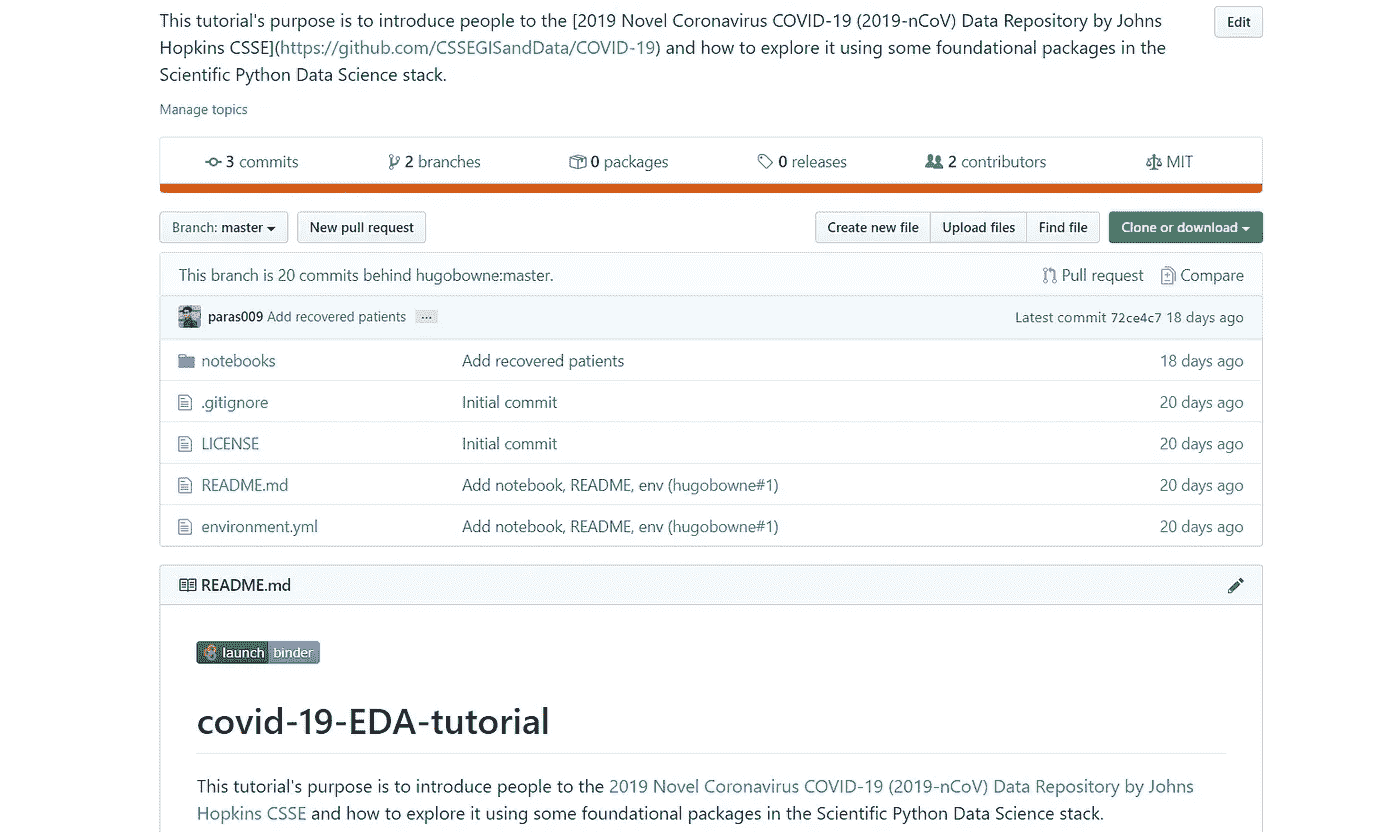 This tutorial's purpose is to introduce people to the [2019 Novel Coronavirus COVID-19 (2019-nCoV) Data Repository by Johns
Edit
Hopkins CSSE](https://github.com/CSSEGISandData/COVID-19) and how to explore it using some foundational packages in the
Scientific Python Data Science stack.
Manage topics
3 commits 2 branches 0 packages 0 releases 2 contributors MIT
Branch: master New pull request Create new file Upload files Find file Clone or download
This branch is 20 commits behind hugobowne:master. Pull request Compare
paras009 Add recovered patients ... Latest commit 72ce4c7 18 days ago
notebooks Add recovered patients 18 days ago
.gitignore Initial commit 20 days ago
LICENSE Initial commit 20 days ago
README.md Add notebook, README, env (hugobowne#1) 20 days ago
environment.yml Add notebook, README, env (hugobowne#1) 20 days ago
README.md
launch binder
covid-19-EDA-tutorial
This tutorial's purpose is to introduce people to the 2019 Novel Coronavirus COVID-19 (2019-nCoV) Data Repository by Johns
Hopkins CSSE and how to explore it using some foundational packages in the Scientific Python Data Science stack.